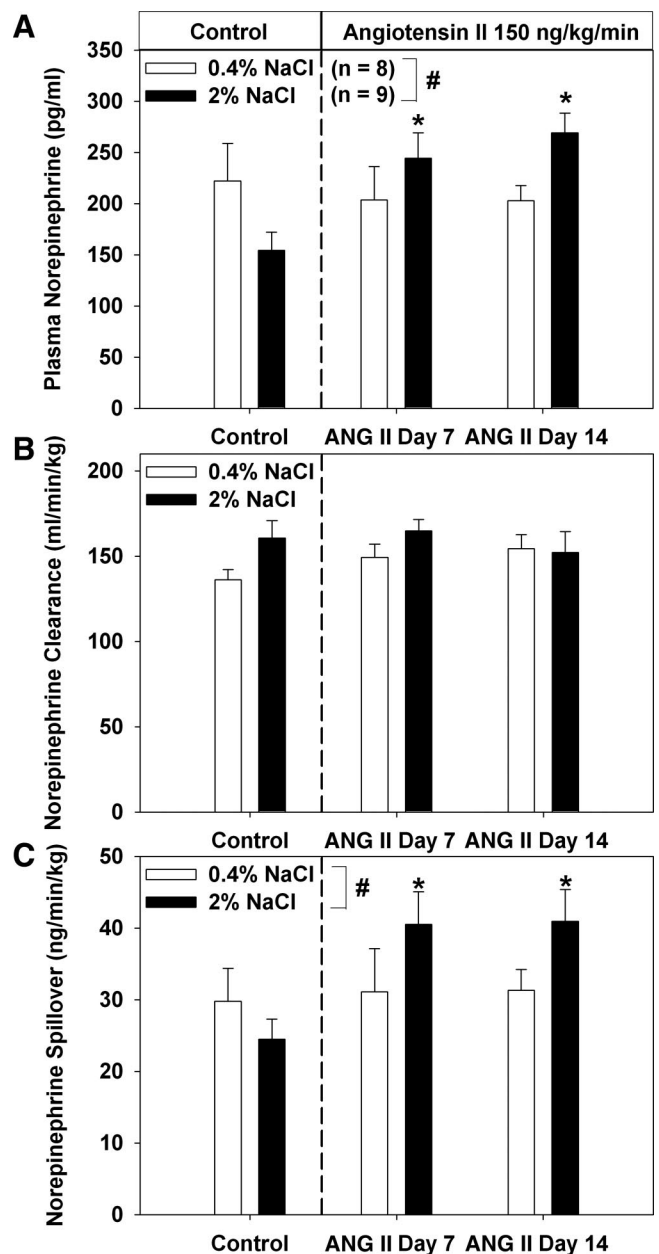 A
Control
Angiotensin II 150 ng/kg/min
0.4% NaCl (n = 8)
2% NaCl (n = 9)
#
* *
Plasma Norepinephrine (pg/ml)
350
300
250
200
150
100
50
0
Control ANG II Day 7 ANG II Day 14
B
0.4% NaCl
2% NaCl
Norepinephrine Clearance (ml/min/kg)
200
150
100
50
0
Control ANG II Day 7 ANG II Day 14
C
0.4% NaCl
2% NaCl
#
* *
Norepinephrine Spillover (ng/min/kg)
50
40
30
20
10
0
Control ANG II Day 7 ANG II Day 14